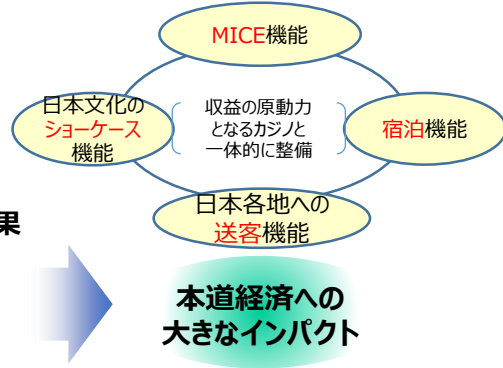 MICE機能
日本文化の
ショーケース
機能
収益の原動力
となるカジノと
一体的に整備
宿泊機能
日本各地への
送客機能
果
本道経済への
大きなインパクト